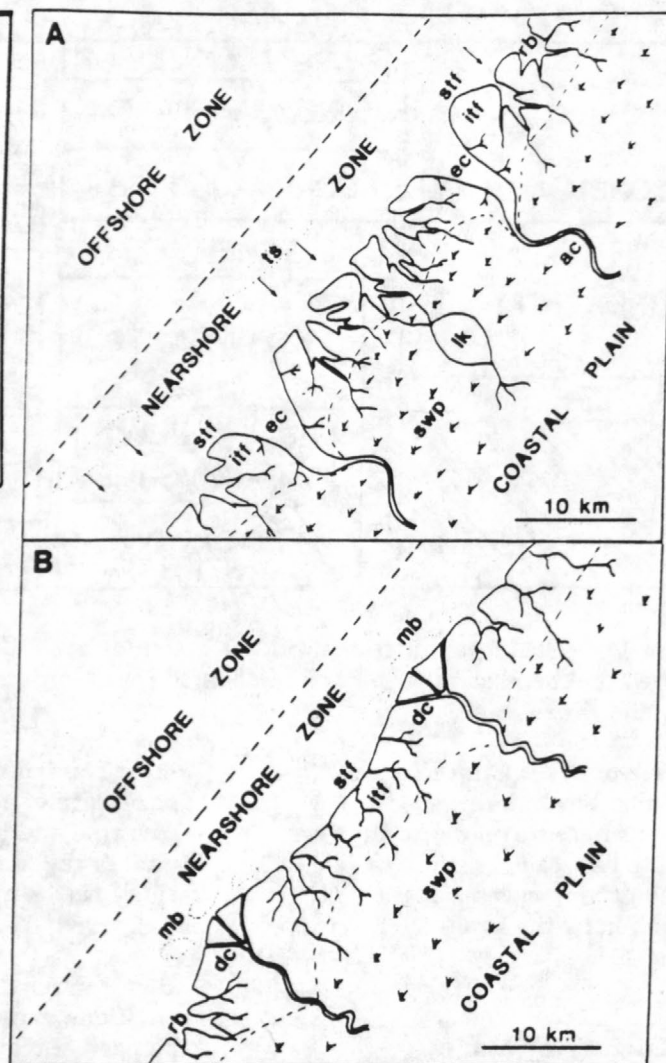 A
OFFSHORE ZONE
NEARSHORE ZONE
rb
stf
itf
ec
ac
ts
lk
stf
itf
ec
swp
COASTAL PLAIN
10 km
B
OFFSHORE ZONE
NEARSHORE ZONE
mb
dc
stf
itf
swp
mb
dc
rb
COASTAL PLAIN
10 km